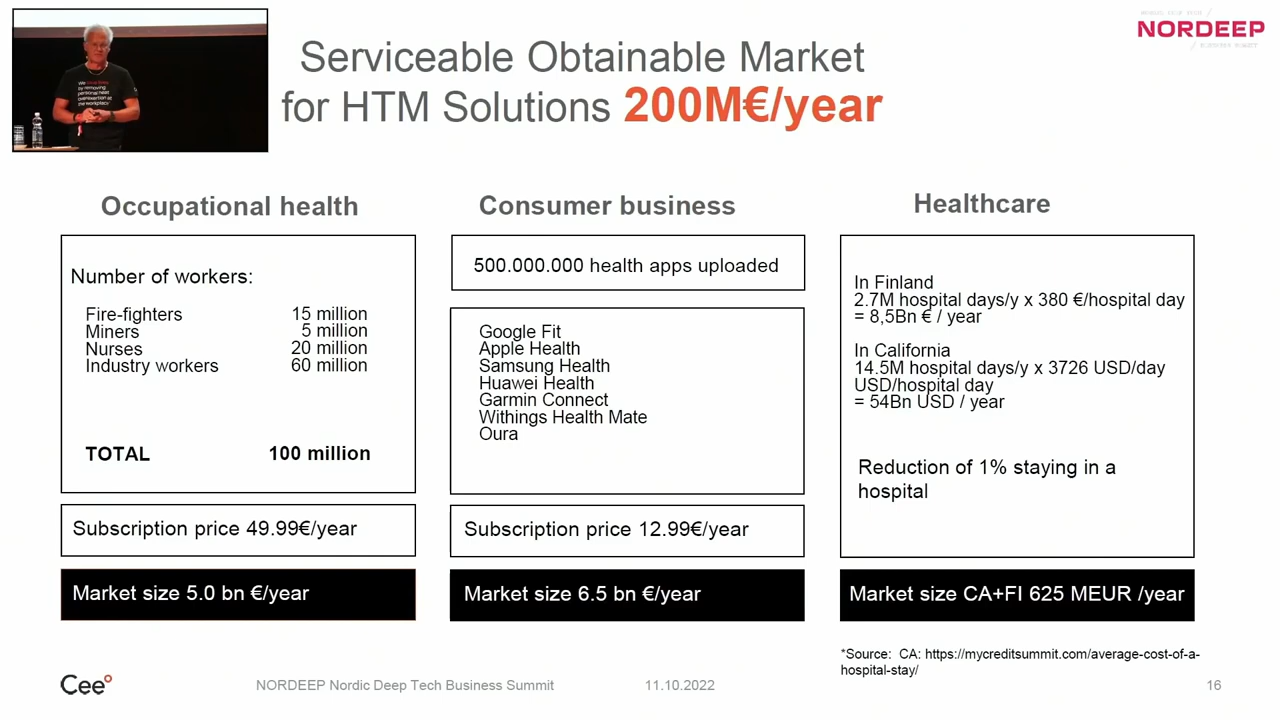 NORDEEP
Serviceable Obtainable Market
for HTM Solutions 200M€/year
by removing
personal heat
the workplace
Occupational health
Number of workers:
Fire-fighters 15 million
Miners 5 million
Nurses 20 million
Industry workers 60 million
TOTAL 100 million
Subscription price 49.99€/year
Market size 5.0 bn €/year
Consumer business
500.000.000 health apps uploaded
Google Fit
Apple Health
Samsung Health
Huawei Health
Garmin Connect
Withings Health Mate
Oura
Subscription price 12.99€/year
Market size 6.5 bn €/year
Healthcare
In Finland
2.7M hospital days/y x 380 €/hospital day
= 8,5Bn € / year
In California
14.5M hospital days/y x 3726 USD/day
USD/hospital day
= 54Bn USD / year
Reduction of 1% staying in a
hospital
Market size CA+FI 625 MEUR /year
*Source: CA: https://mycreditsummit.com/average-cost-of-a-
hospital-stay/
Cee°
NORDEEP Nordic Deep Tech Business Summit
11.10.2022
16